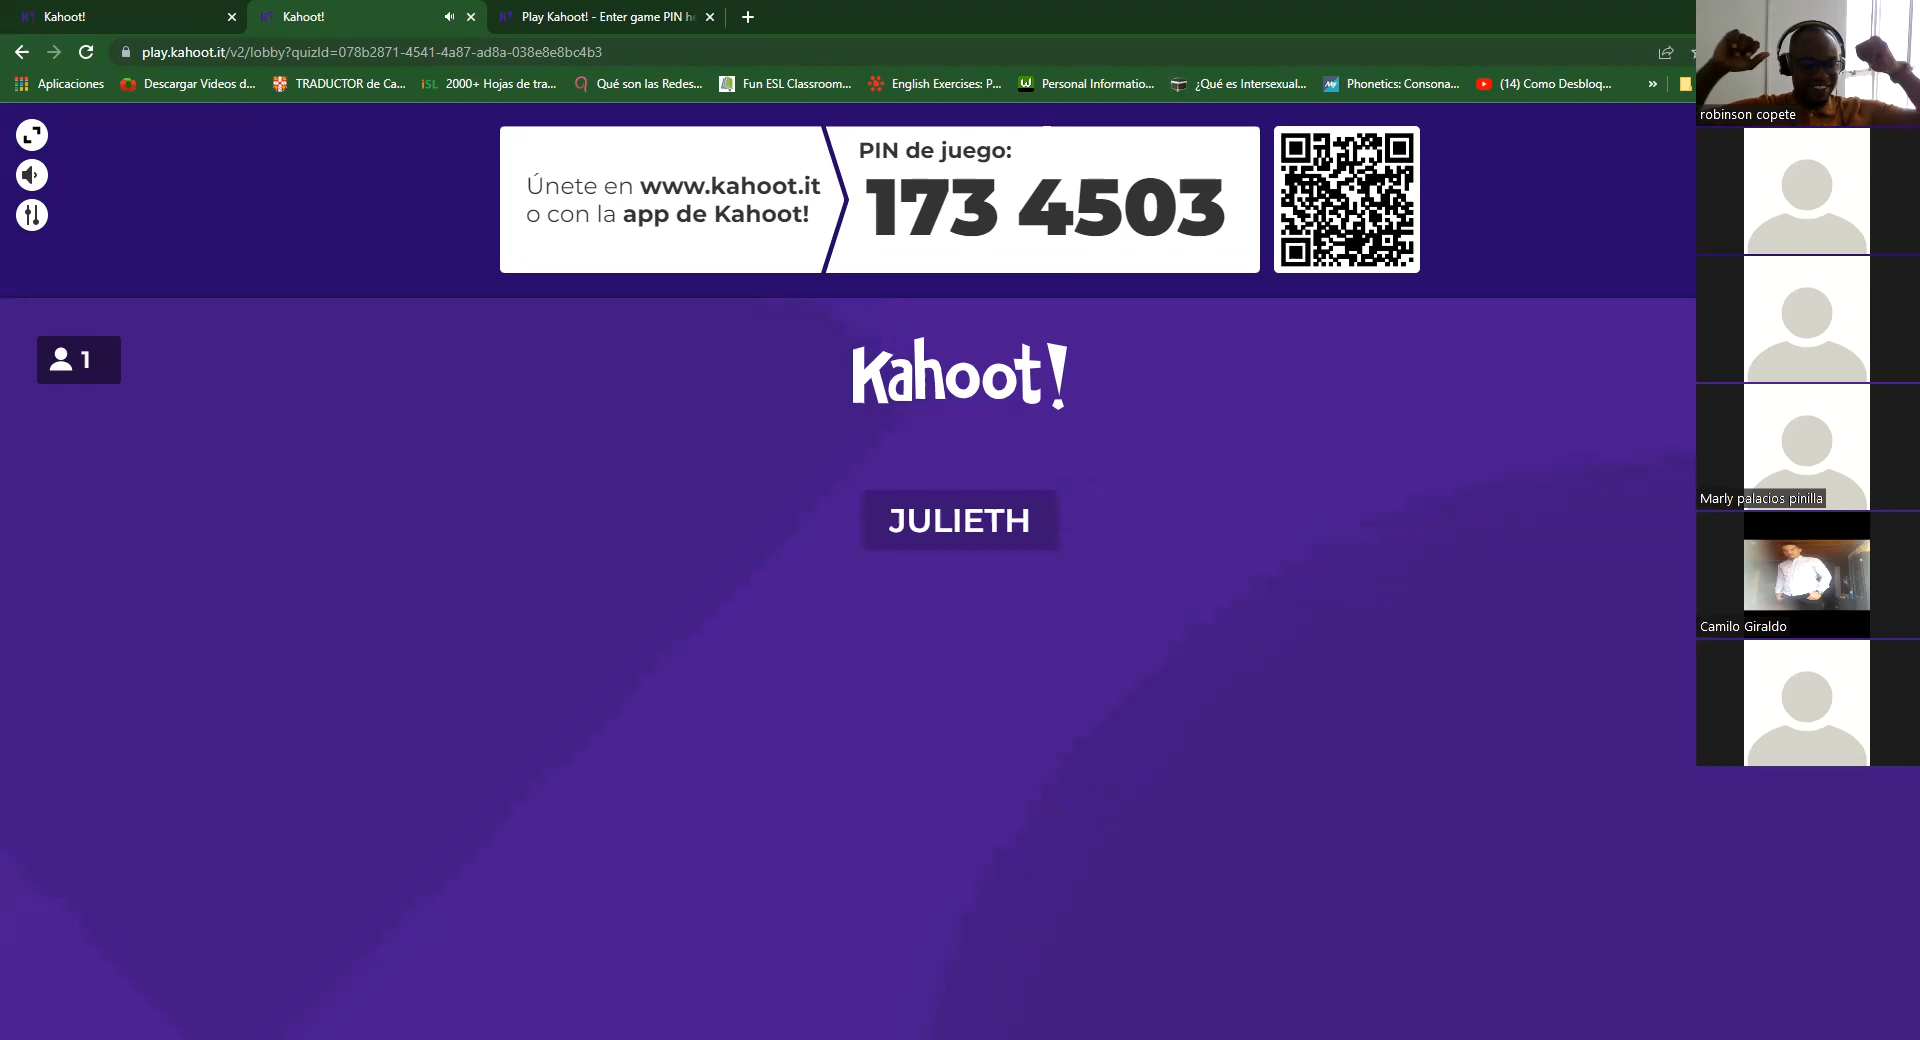 Kahoot!
Kahoot!
Play Kahoot! - Enter game PIN he
play.kahoot.it/v2/lobby?quizId=078b2871-4541-4a87-ad8a-038e8e8bc4b3
Aplicaciones
Descargar Videos d...
TRADUCTOR de Ca...
iSL 2000+ Hojas de tra...
Qué son las Redes...
Fun ESL Classroom...
English Exercises: P...
Personal Informatio...
¿Qué es Intersexual...
Phonetics: Consona...
(14) Como Desbloq...
»
robinson copete
Únete en www.kahoot.it
o con la app de Kahoot!
PIN de juego:
173 4503
1
Kahoot!
JULIETH
Marly palacios pinilla
Camilo Giraldo